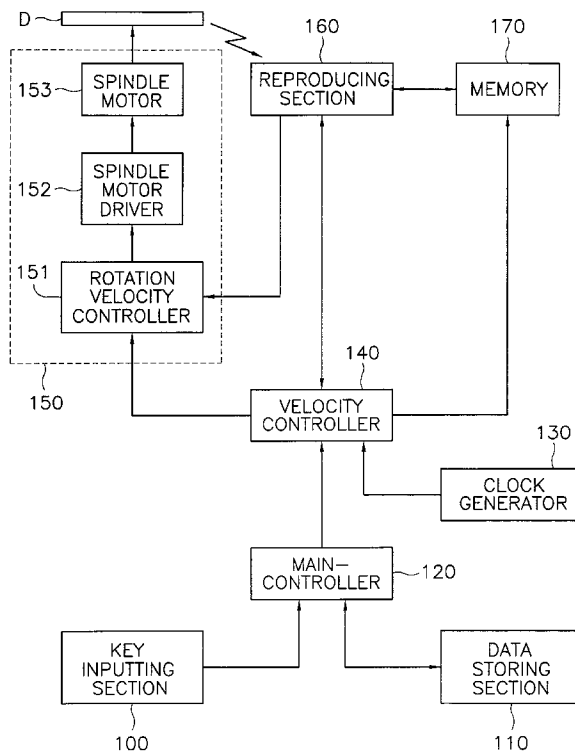 D
160
170
153
SPINDLE
MOTOR
REPRODUCING
SECTION
MEMORY
152
SPINDLE
MOTOR
DRIVER
151
ROTATION
VELOCITY
CONTROLLER
150
140
VELOCITY
CONTROLLER
130
CLOCK
GENERATOR
MAIN-
CONTROLLER
120
KEY
INPUTTING
SECTION
DATA
STORING
SECTION
100
110